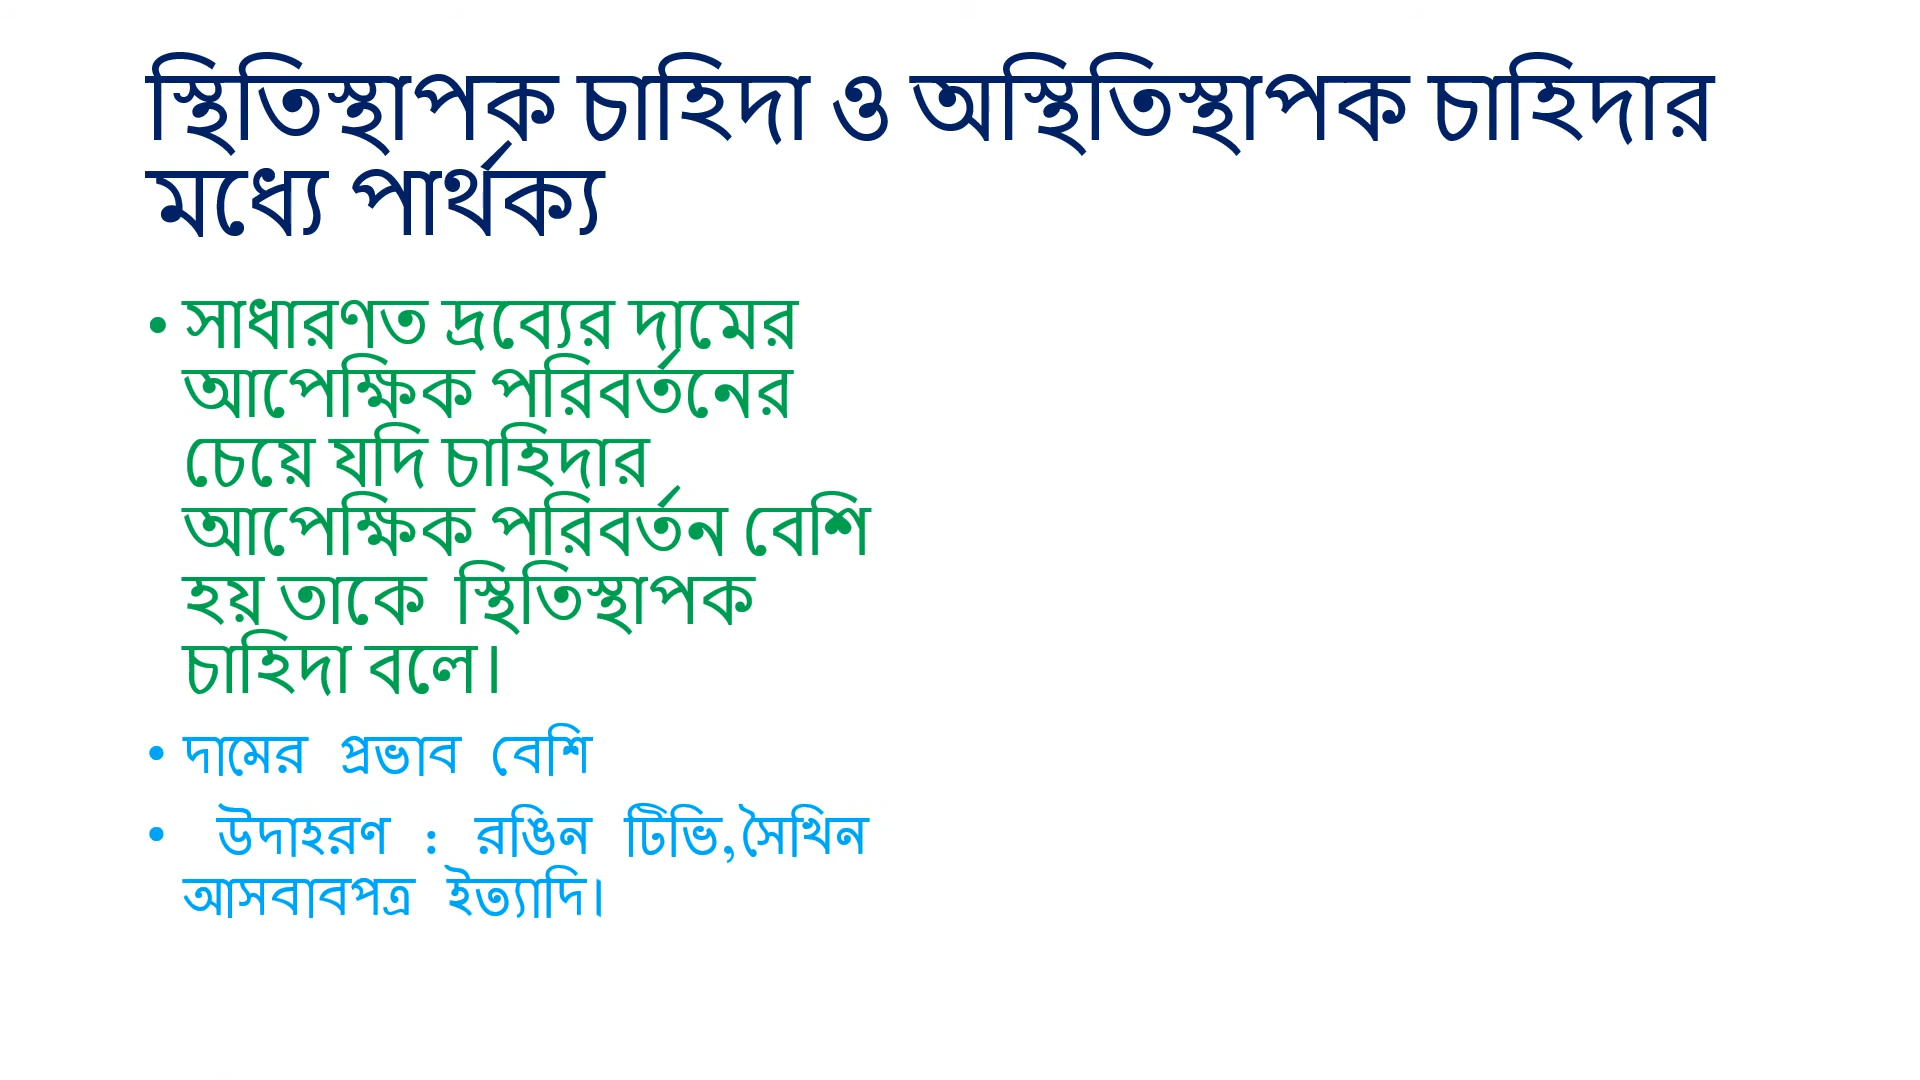 স্থিতিস্থাপক চাহিদা ও অস্থিতিস্থাপক চাহিদার
মধ্যে পার্থক্য
• সাধারণত দ্রব্যের দামের
আপেক্ষিক পরিবর্তনের
চেয়ে যদি চাহিদার
আপেক্ষিক পরিবর্তন বেশি
হয় তাকে স্থিতিস্থাপক
চাহিদা বলে।
• দামের প্রভাব বেশি
• উদাহরণ : রঙিন টিভি,সৈখিন
আসবাবপত্র ইত্যাদি।